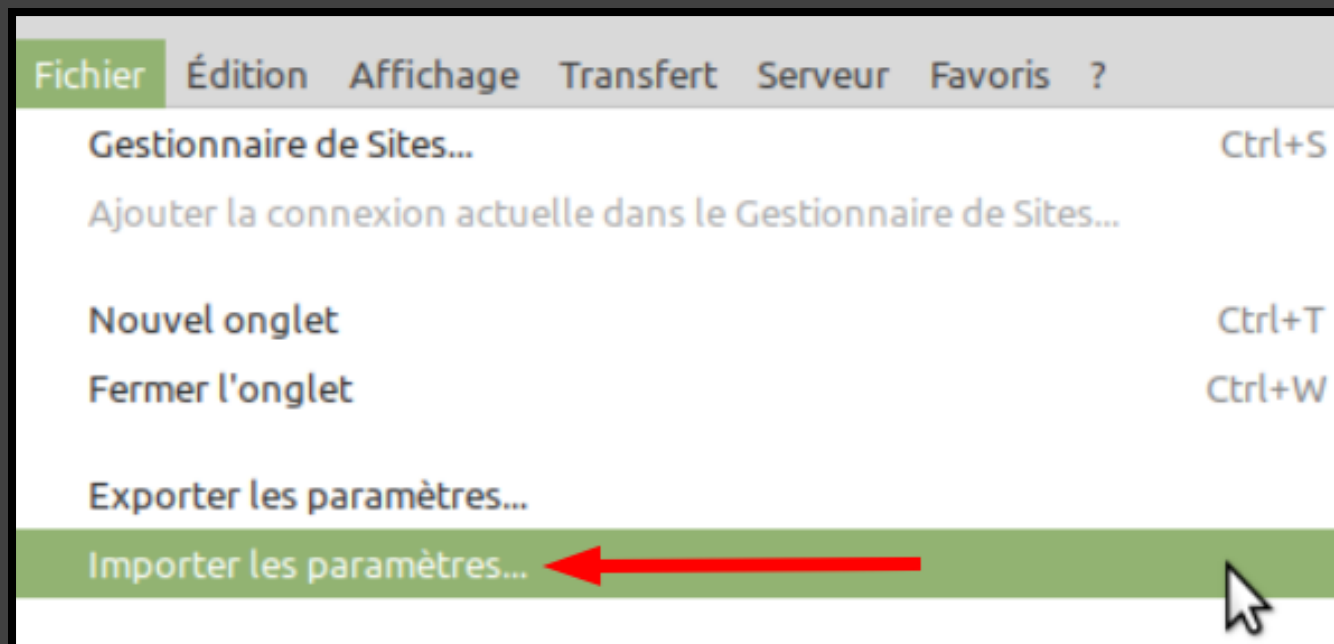 Fichier Édition Affichage Transfert Serveur Favoris ?
Gestionnaire de Sites... Ctrl+S
Ajouter la connexion actuelle dans le Gestionnaire de Sites...
Nouvel onglet Ctrl+T
Fermer l'onglet Ctrl+W
Exporter les paramètres...
Importer les paramètres...